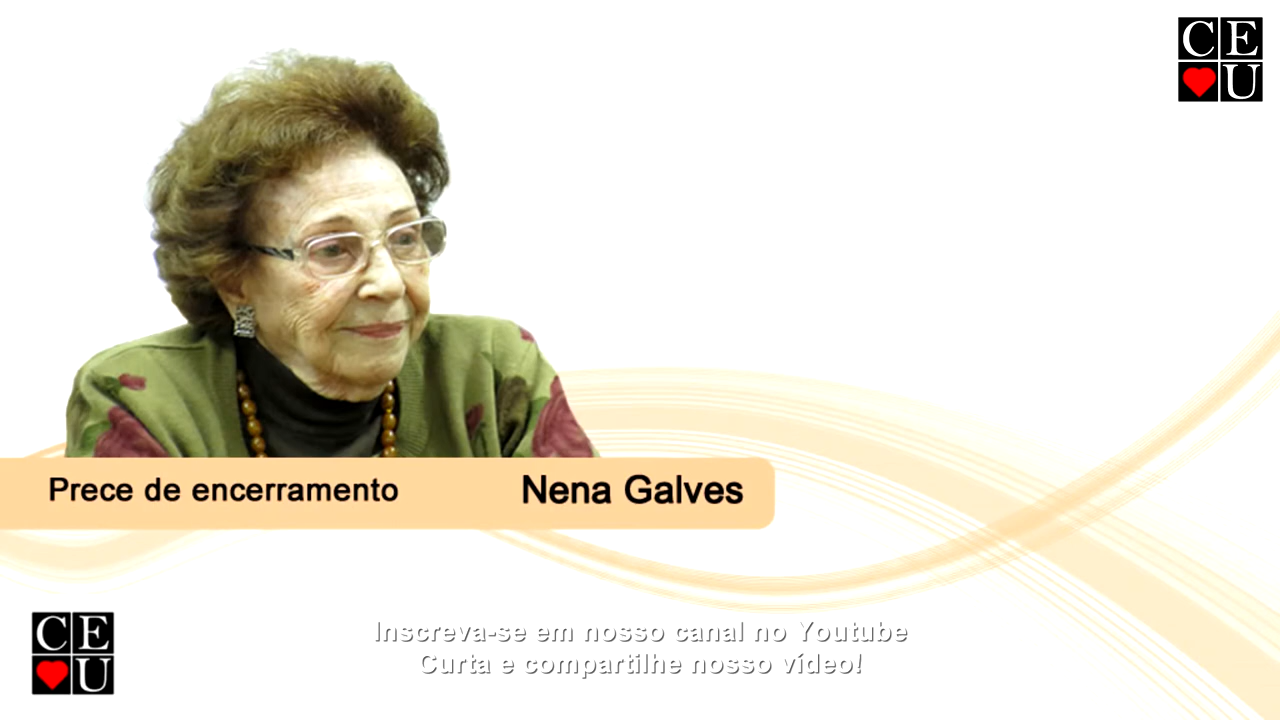 CE
U
Prece de encerramento Nena Galves
CE
U
Inscreva-se em nosso canal no Youtube
Curta e compartilhe nosso vídeo!